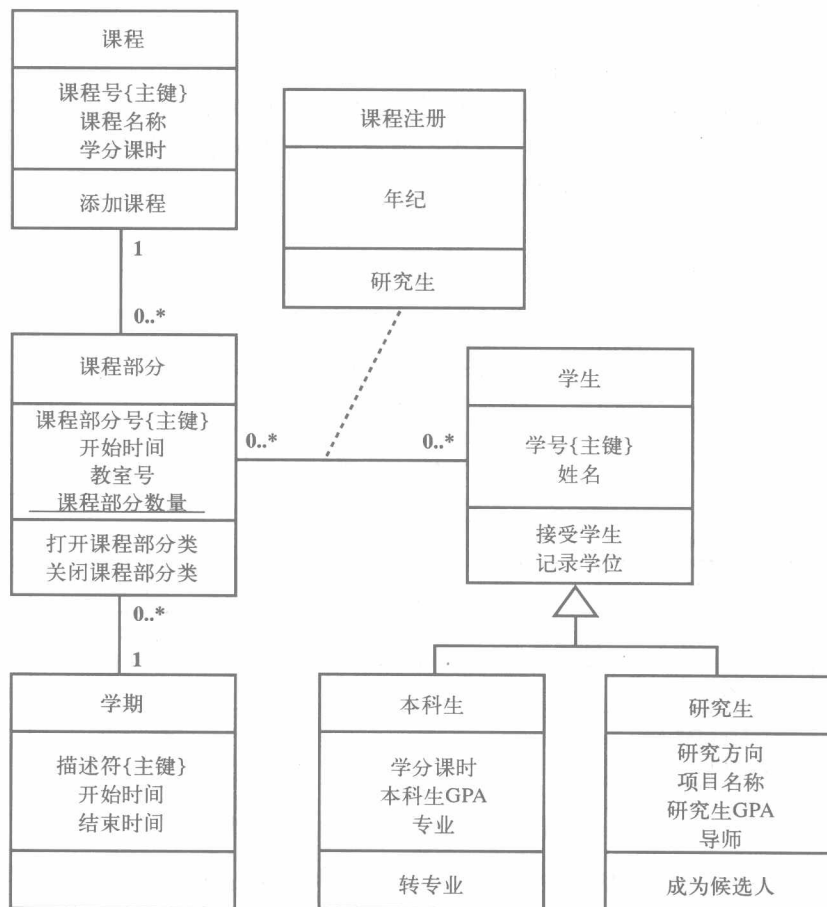 课程
课程号{主键}
课程名称
学分课时
添加课程
1
0..*
课程注册
年纪
研究生
课程部分
课程部分号{主键}
开始时间
教室号
课程部分数量
打开课程部分类
关闭课程部分类
0..*
0..*
学生
学号{主键}
姓名
接受学生
记录学位
0..*
1
学期
描述符{主键}
开始时间
结束时间
本科生
学分课时
本科生GPA
专业
转专业
研究生
研究方向
项目名称
研究生GPA
导师
成为候选人